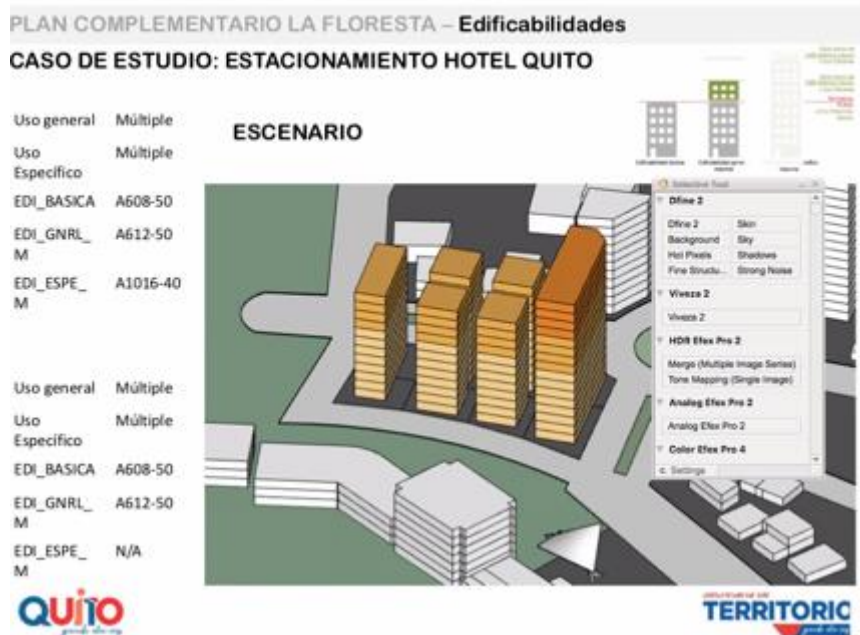 PLAN COMPLEMENTARIO LA FLORESTA – Edificabilidades
CASO DE ESTUDIO: ESTACIONAMIENTO HOTEL QUITO
ESCENARIO
Uso general Múltiple
Uso Múltiple
Específico
EDI_BASICA A608-50
EDI_GNRL_ A612-50
M
EDI_ESPE_ A1016-40
M
Uso general Múltiple
Uso Múltiple
Específico
EDI_BASICA A608-50
EDI_GNRL_ A612-50
M
EDI_ESPE_ N/A
M
Selective Tool
Dfine 2
Dfine 2 Skin
Background Sky
Hot Pixels Shadows
Fine Structu... Strong Noise
Viveza 2
Viveza 2
HDR Efex Pro 2
Merge (Multiple Image Series)
Tone Mapping (Single Image)
Analog Efex Pro 2
Analog Efex Pro 2
Color Efex Pro 4
Settings
QUITO
TERRITORIO